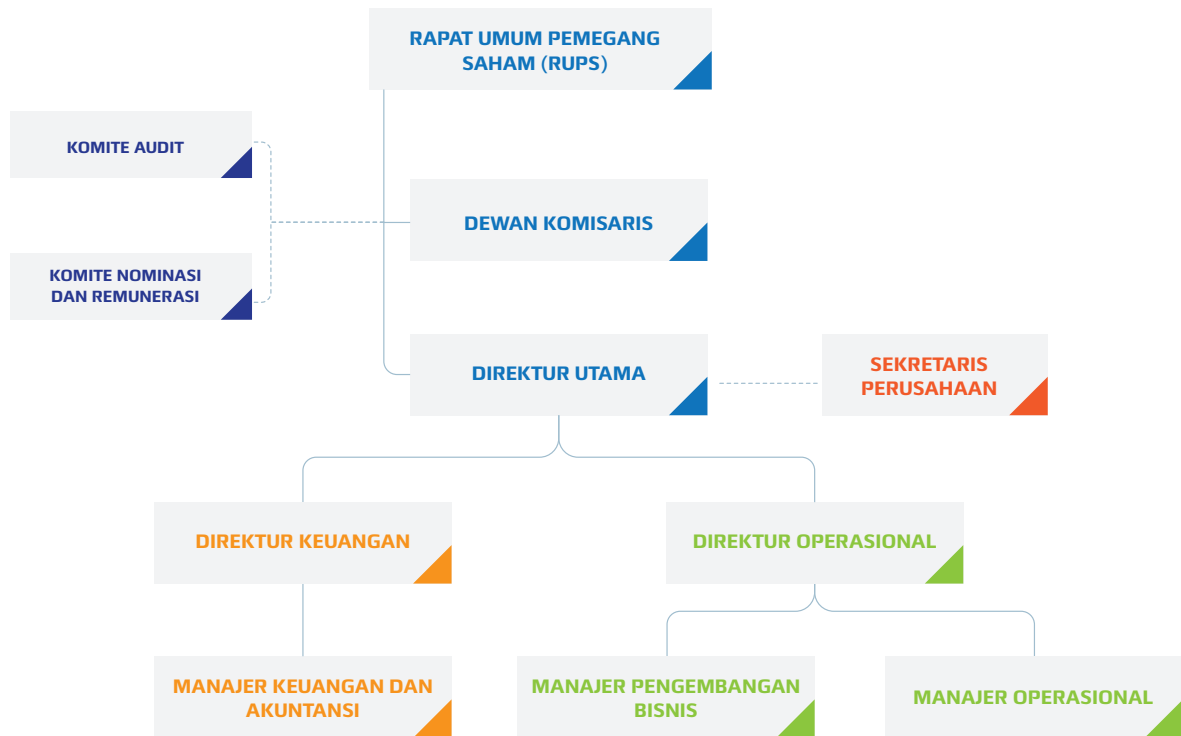 RAPAT UMUM PEMEGANG
SAHAM (RUPS)
KOMITE AUDIT
DEWAN KOMISARIS
KOMITE NOMINASI
DAN REMUNERASI
DIREKTUR UTAMA
SEKRETARIS
PERUSAHAAN
DIREKTUR KEUANGAN
DIREKTUR OPERASIONAL
MANAJER KEUANGAN DAN
AKUNTANSI
MANAJER PENGEMBANGAN
BISNIS
MANAJER OPERASIONAL